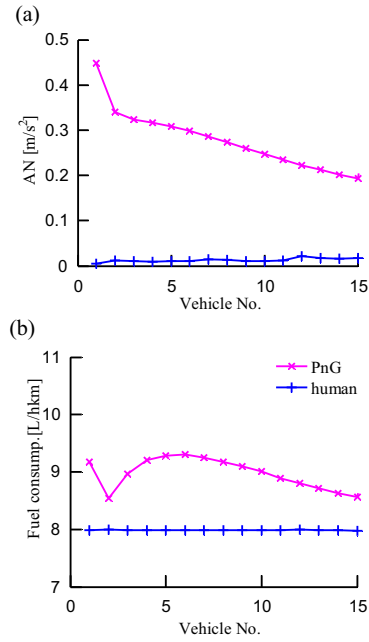 (a)
0.5
0.4
0.3
0.2
0.1
0
AN [m/s²]
0 5 10 15
Vehicle No.
(b)
11
10
9
8
7
Fuel consump. [L/hkm]
PnG
human
0 5 10 15
Vehicle No.